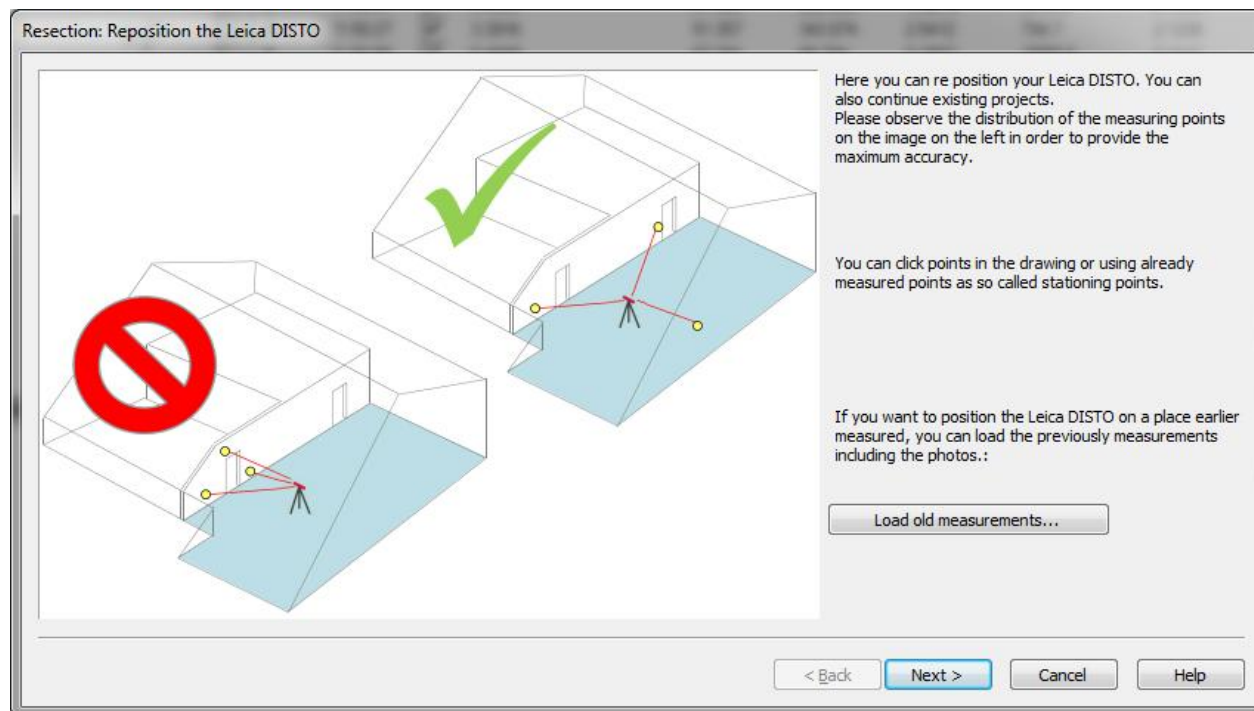 Resection: Reposition the Leica DISTO
Here you can re position your Leica DISTO. You can
also continue existing projects.
Please observe the distribution of the measuring points
on the image on the left in order to provide the
maximum accuracy.
You can click points in the drawing or using already
measured points as so called stationing points.
If you want to position the Leica DISTO on a place earlier
measured, you can load the previously measurements
including the photos.:
Load old measurements...
< Back
Next >
Cancel
Help